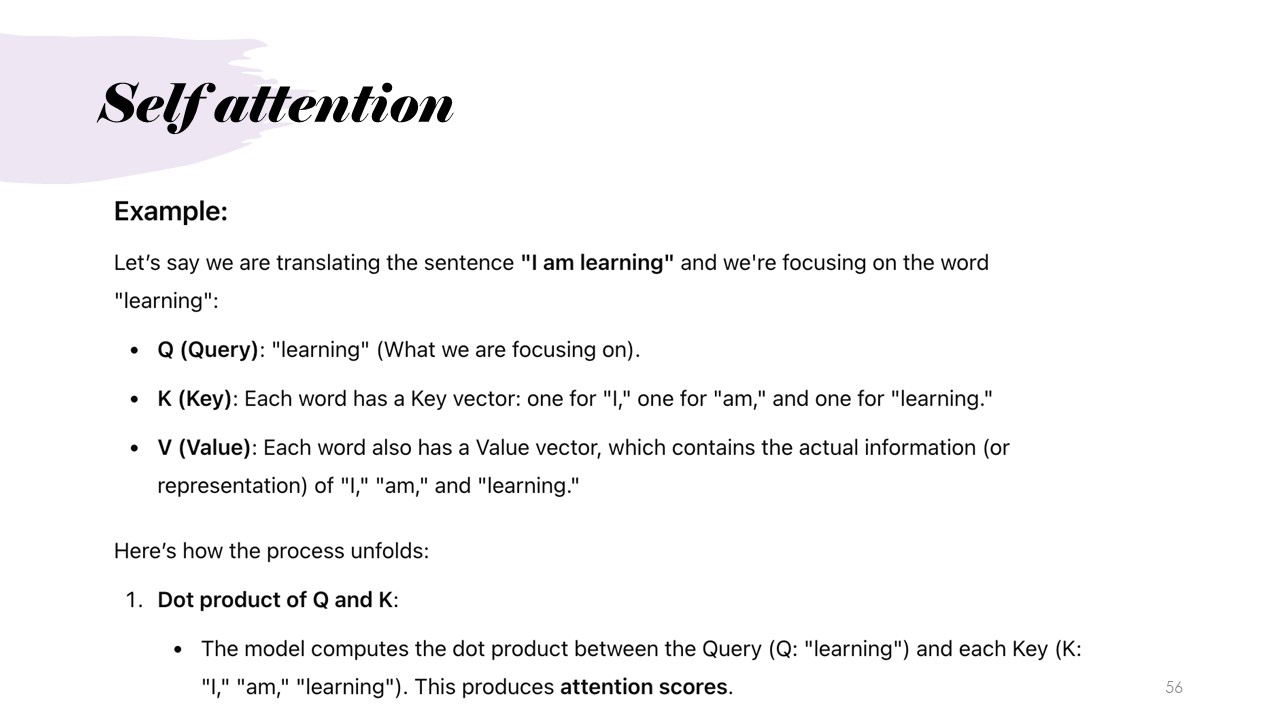 Self attention
Example:
Let’s say we are translating the sentence "I am learning" and we're focusing on the word
"learning":
• Q (Query): "learning" (What we are focusing on).
• K (Key): Each word has a Key vector: one for "I," one for "am," and one for "learning."
• V (Value): Each word also has a Value vector, which contains the actual information (or
representation) of "I," "am," and "learning."
Here’s how the process unfolds:
1. Dot product of Q and K:
• The model computes the dot product between the Query (Q: "learning") and each Key (K:
"I," "am," "learning"). This produces attention scores.
56